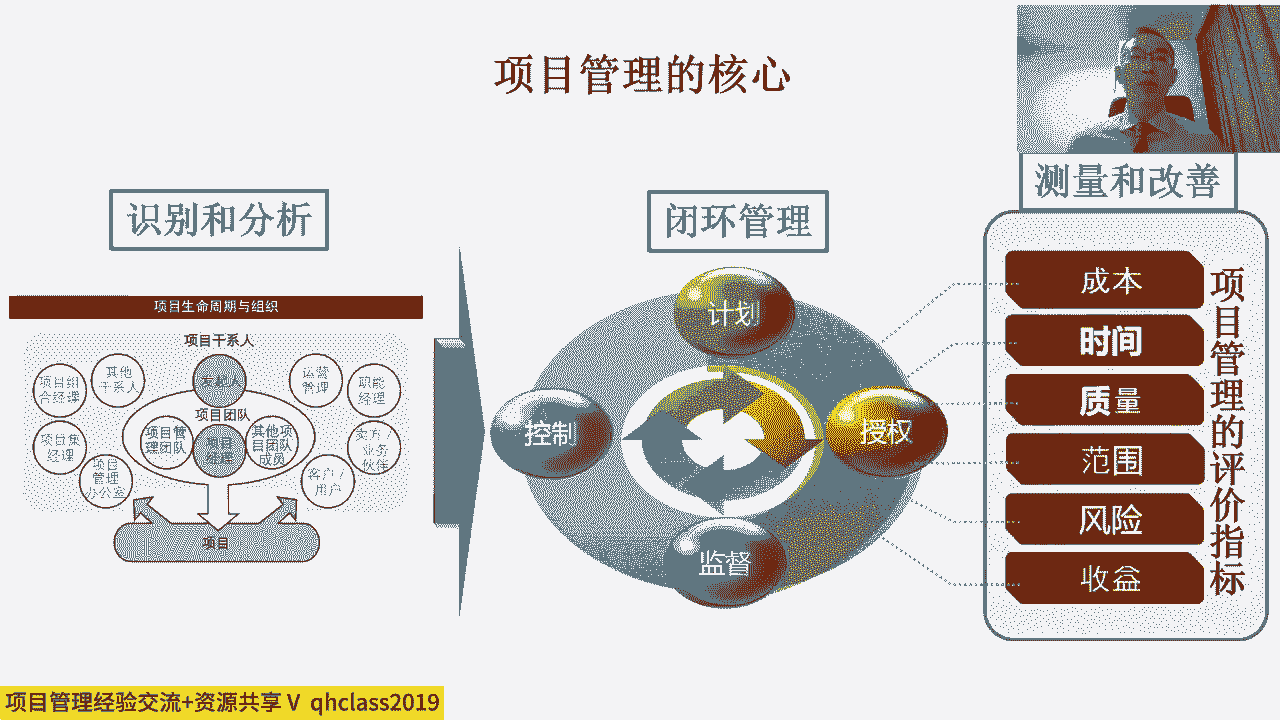 项目管理的核心
识别和分析
项目生命周期与组织
项目干系人
项目组
合经理
其他
干系人
发起人
运营
管理
职能
经理
项目团队
项目管
理团队
项目
经理
其他项
目团队
成员
项目集
经理
项目
管理
办公室
卖方/
业务
伙伴
客户/
用户
项目
闭环管理
计划
控制
授权
监督
测量和改善
成本
时间
质量
范围
风险
收益
项目管理的评价指标
项目管理经验交流+资源共享 V qhclass2019